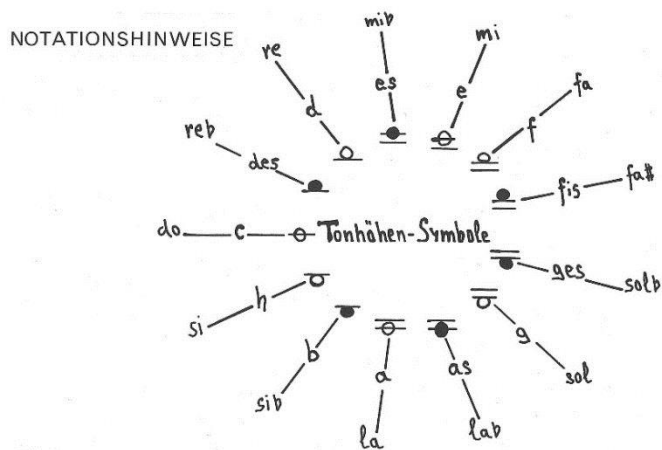 NOTATIONSHINWEISE
mib
mi
re
es
e
fa
d
f
reb
des
fis
fa#
do
c
Tonhöhen-Symbole
ges
solb
h
si
b
g
sib
a
as
sol
la
lab